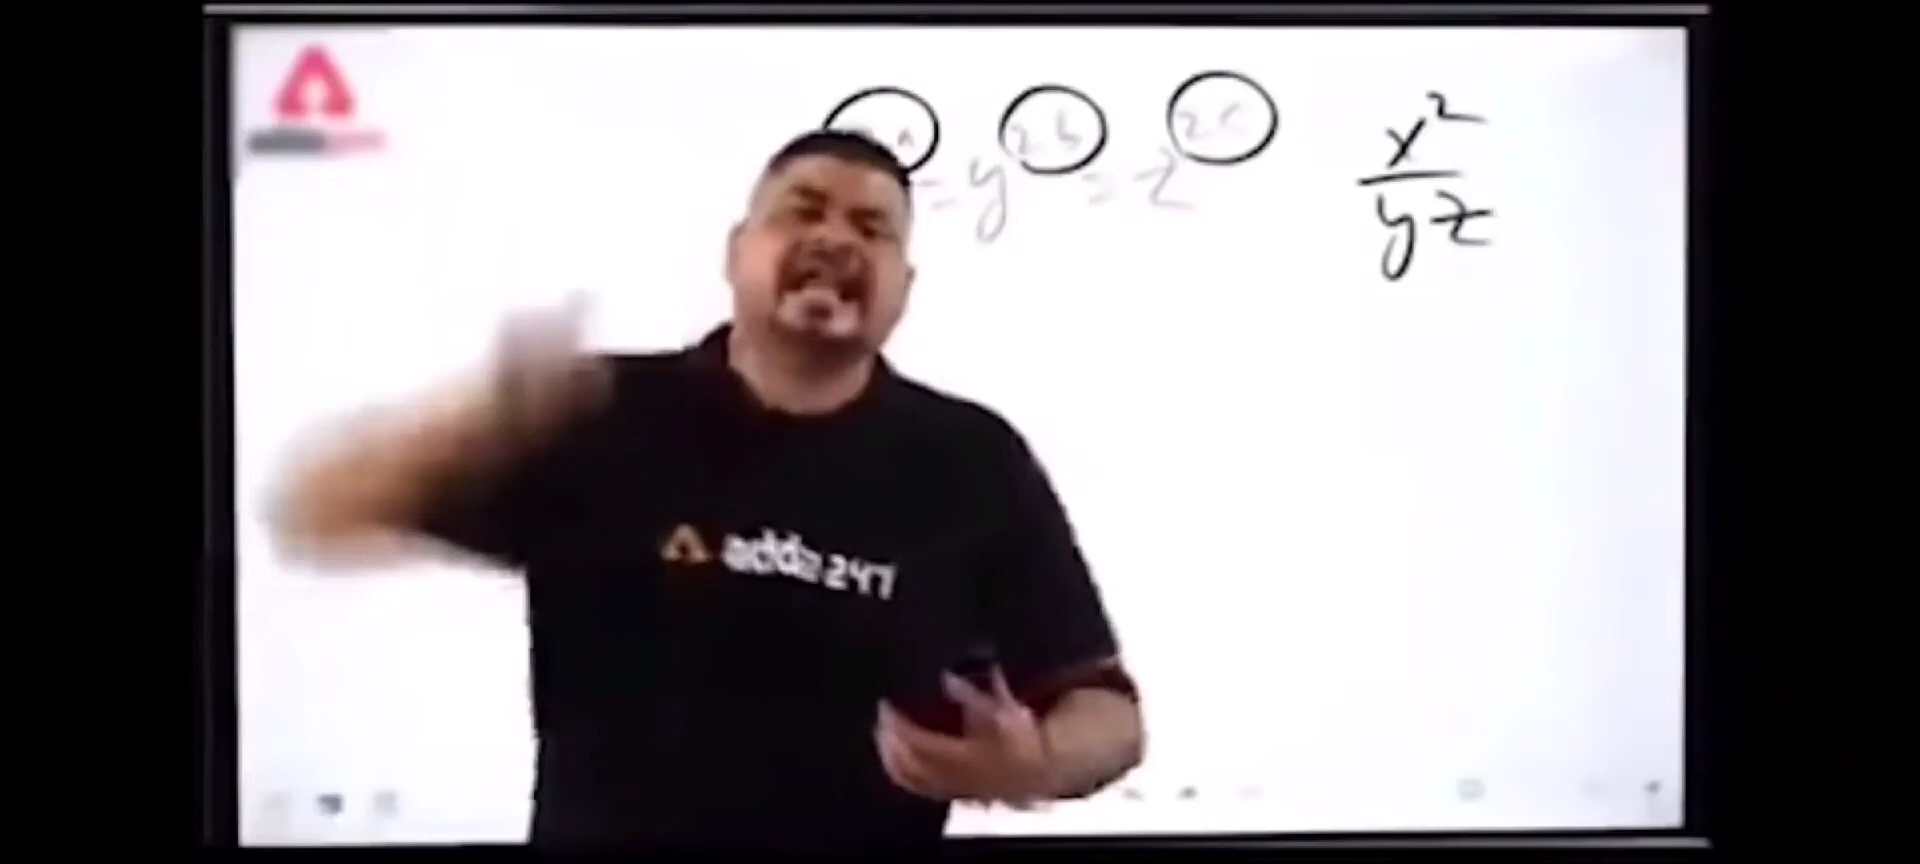 = y^{2b} = z^{2c}
x²
yz
adda 247